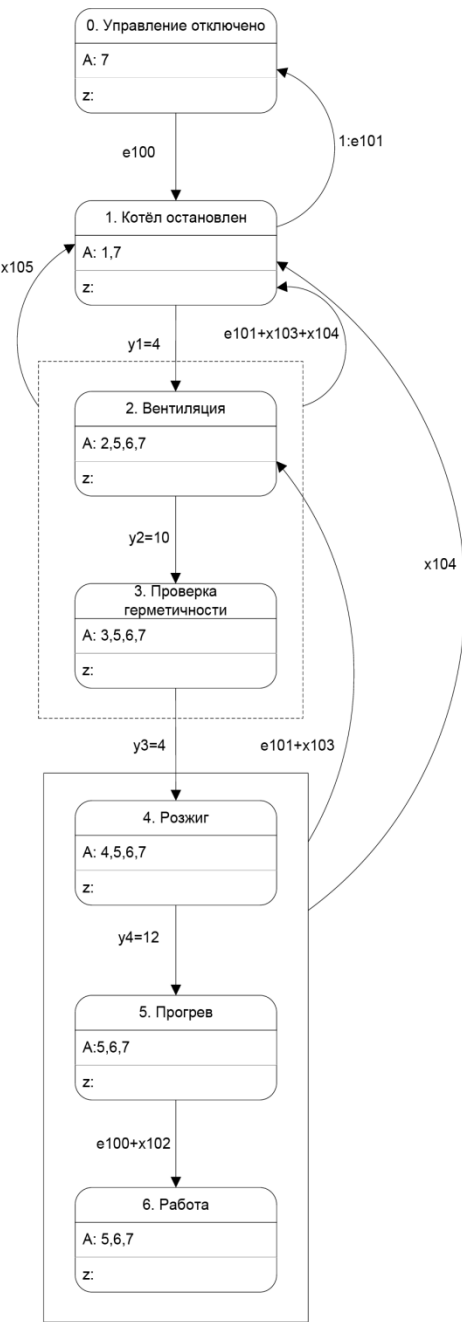 0. Управление отключено
A: 7
z:
e100
1:e101
1. Котёл остановлен
A: 1,7
z:
x105
y1=4
e101+x103+x104
2. Вентиляция
A: 2,5,6,7
z:
y2=10
x104
3. Проверка
герметичности
A: 3,5,6,7
z:
y3=4
e101+x103
4. Розжиг
A: 4,5,6,7
z:
y4=12
5. Прогрев
A:5,6,7
z:
e100+x102
6. Работа
A: 5,6,7
z: